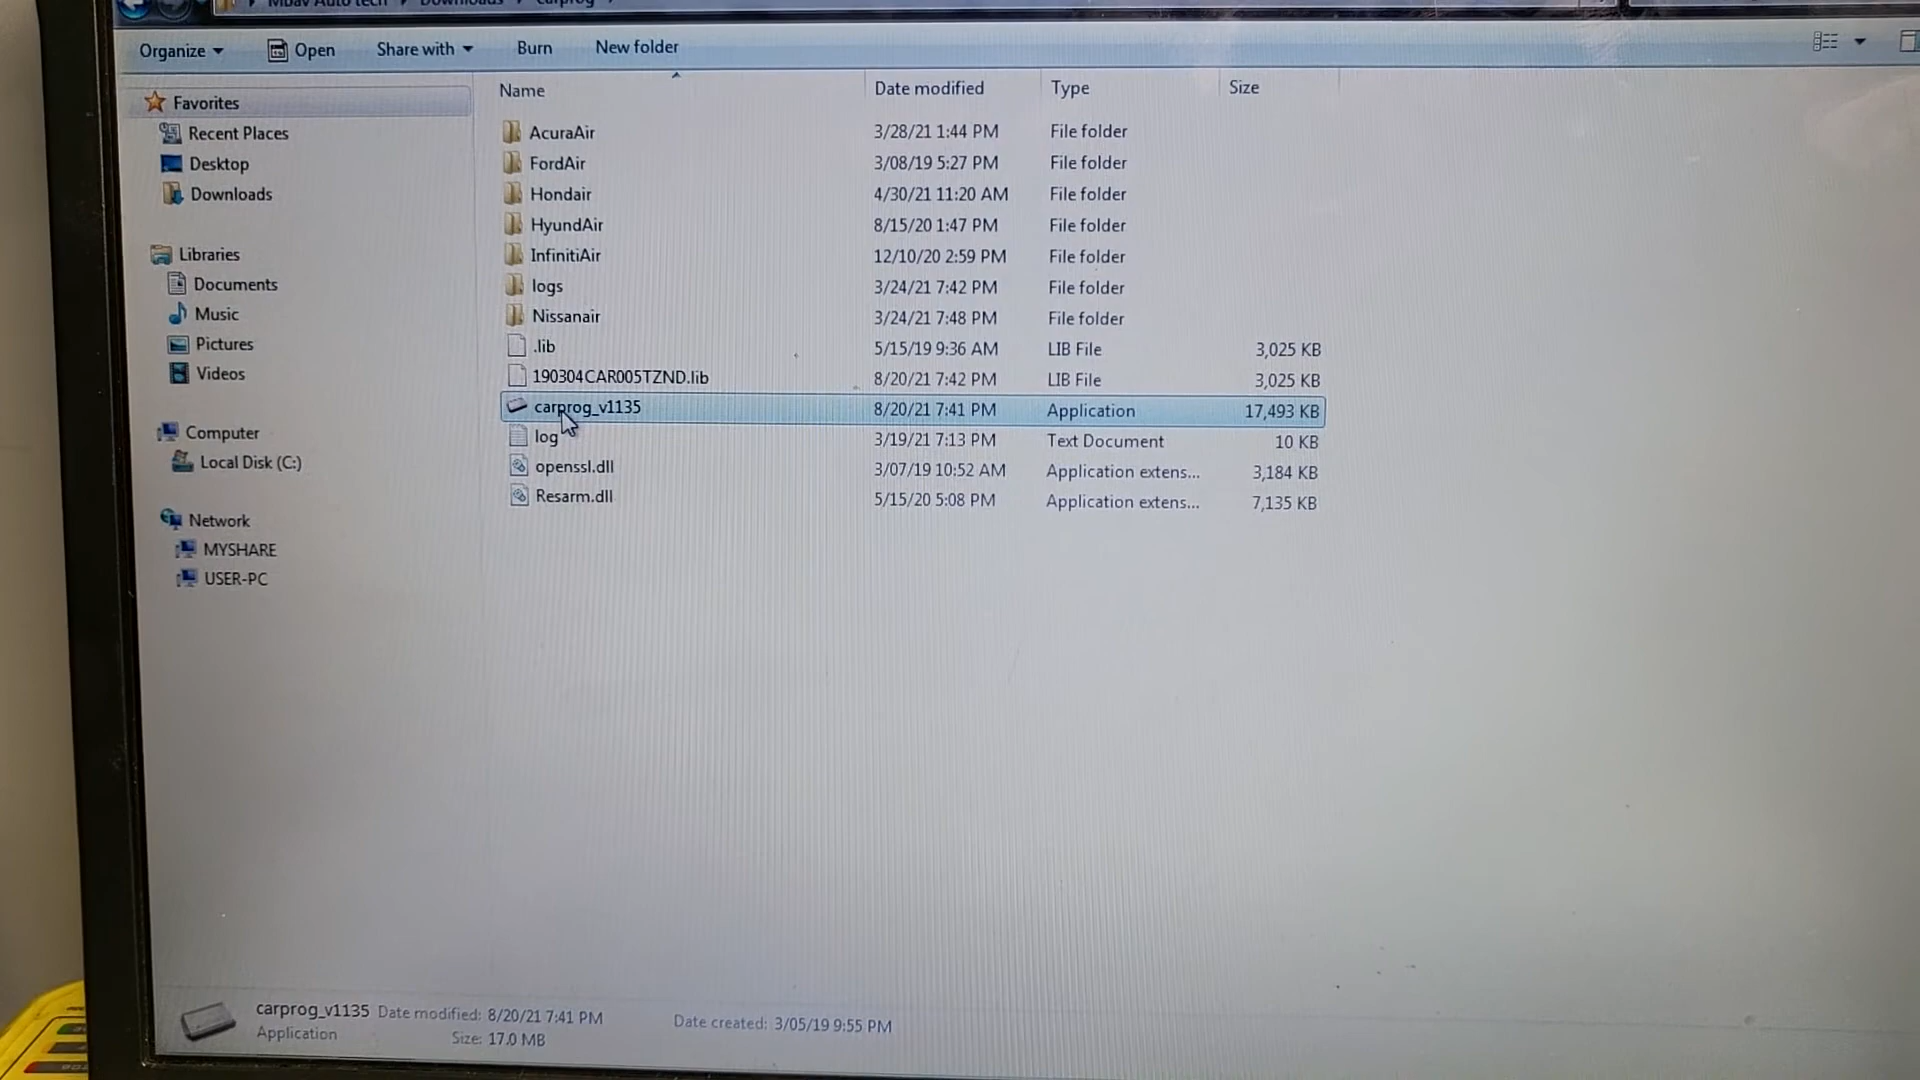 Mbav Auto tech Downloads carprog
Organize Open Share with Burn New folder
Name Date modified Type Size
Favorites
Recent Places
Desktop
Downloads
Libraries
Documents
Music
Pictures
Videos
Computer
Local Disk (C:)
Network
MYSHARE
USER-PC
AcuraAir 3/28/21 1:44 PM File folder
FordAir 3/08/19 5:27 PM File folder
Hondair 4/30/21 11:20 AM File folder
HyundAir 8/15/20 1:47 PM File folder
InfinitiAir 12/10/20 2:59 PM File folder
logs 3/24/21 7:42 PM File folder
Nissanair 3/24/21 7:48 PM File folder
.lib 5/15/19 9:36 AM LIB File 3,025 KB
190304CAR005TZND.lib 8/20/21 7:42 PM LIB File 3,025 KB
carprog_v1135 8/20/21 7:41 PM Application 17,493 KB
log 3/19/21 7:13 PM Text Document 10 KB
openssl.dll 3/07/19 10:52 AM Application extens... 3,184 KB
Resarm.dll 5/15/20 5:08 PM Application extens... 7,135 KB
carprog_v1135 Date modified: 8/20/21 7:41 PM Date created: 3/05/19 9:55 PM
Application Size: 17.0 MB